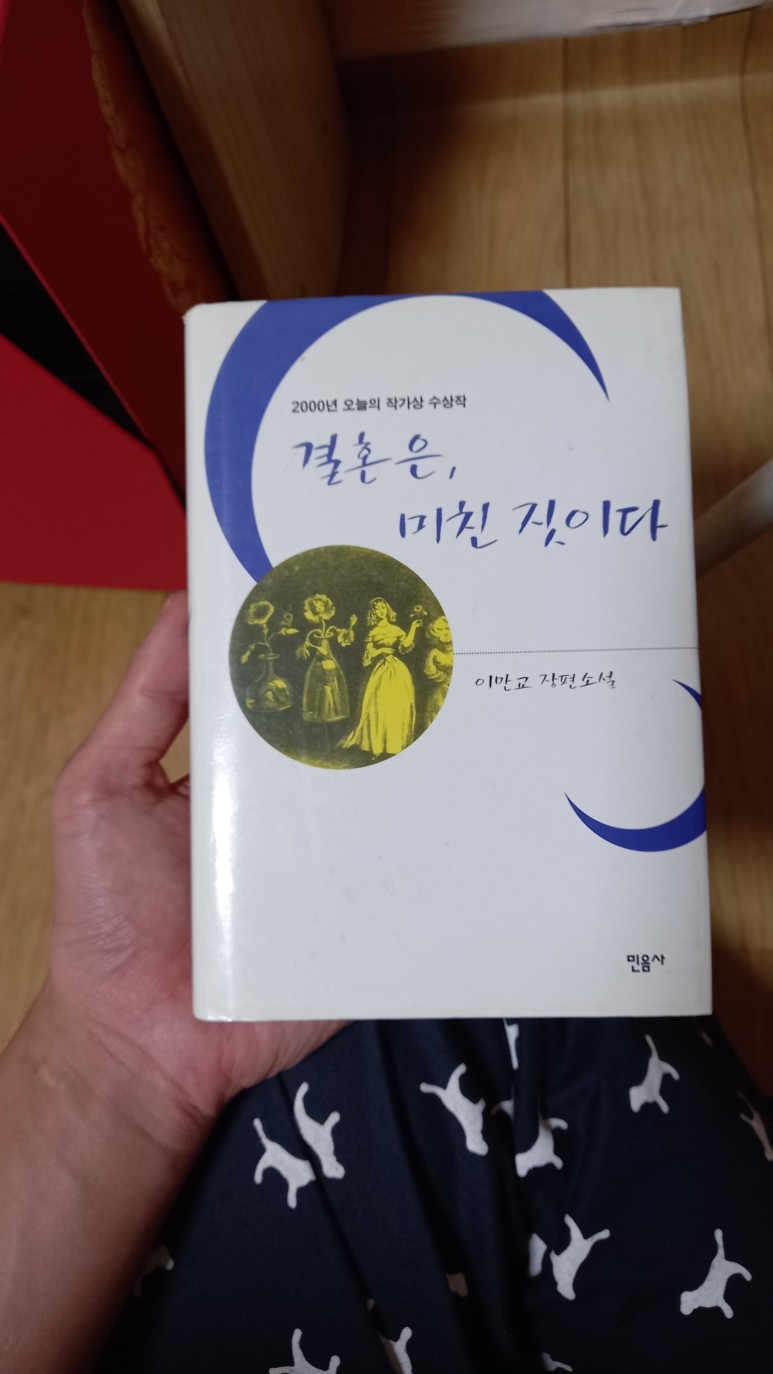 2000년 오늘의 작가상 수상작
결혼은,
미친 짓이다
이만교 장편소설
민음사